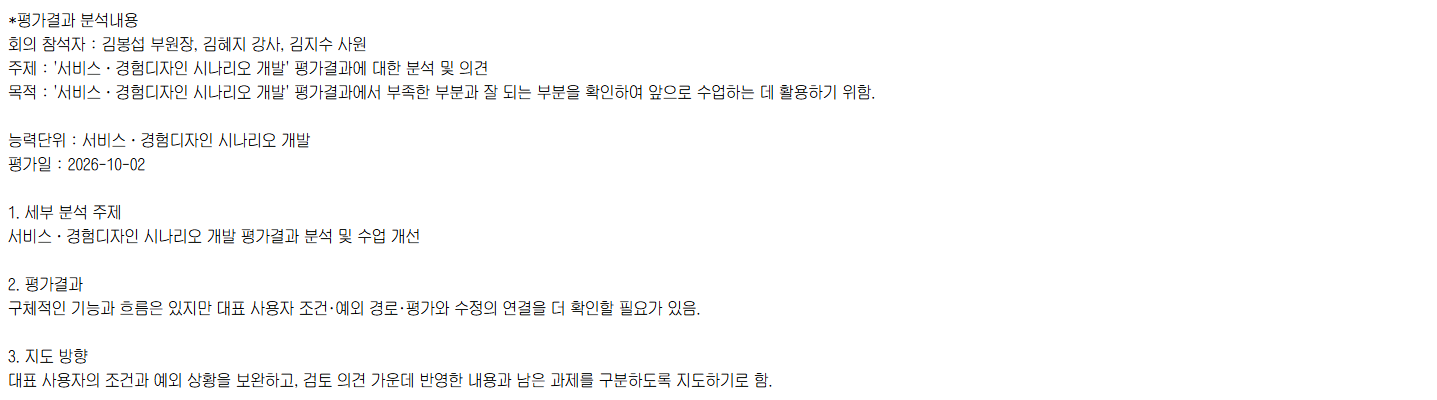 *평가결과 분석내용
회의 참석자 : 김봉섭 부원장, 김혜지 강사, 김지수 사원
주제 : '서비스·경험디자인 시나리오 개발' 평가결과에 대한 분석 및 의견
목적 : '서비스·경험디자인 시나리오 개발' 평가결과에서 부족한 부분과 잘 되는 부분을 확인하여 앞으로 수업하는 데 활용하기 위함.
능력단위 : 서비스·경험디자인 시나리오 개발
평가일 : 2026-10-02
1. 세부 분석 주제
서비스·경험디자인 시나리오 개발 평가결과 분석 및 수업 개선
2. 평가결과
구체적인 기능과 흐름은 있지만 대표 사용자 조건·예외 경로·평가와 수정의 연결을 더 확인할 필요가 있음.
3. 지도 방향
대표 사용자의 조건과 예외 상황을 보완하고, 검토 의견 가운데 반영한 내용과 남은 과제를 구분하도록 지도하기로 함.